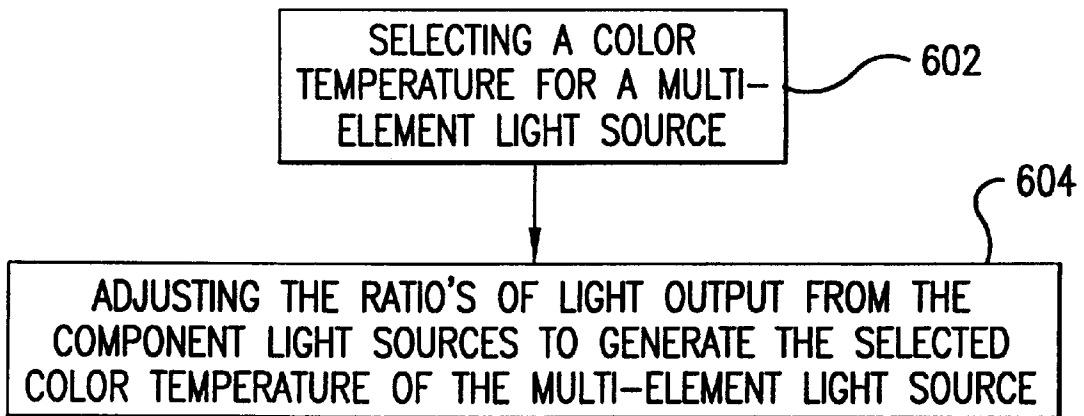 SELECTING A COLOR
TEMPERATURE FOR A MULTI-
ELEMENT LIGHT SOURCE
602
604
ADJUSTING THE RATIO'S OF LIGHT OUTPUT FROM THE
COMPONENT LIGHT SOURCES TO GENERATE THE SELECTED
COLOR TEMPERATURE OF THE MULTI-ELEMENT LIGHT SOURCE